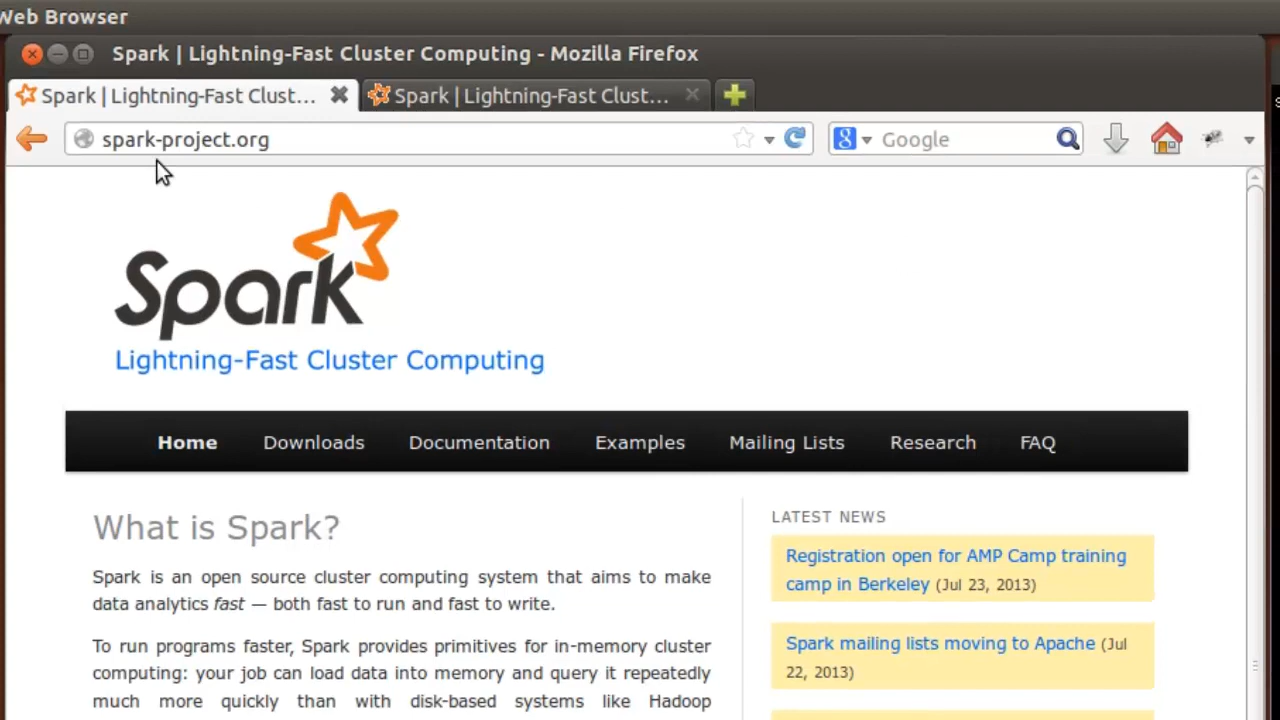 Web Browser
Spark | Lightning-Fast Cluster Computing - Mozilla Firefox
Spark | Lightning-Fast Clust... Spark | Lightning-Fast Clust...
spark-project.org Google
Spark
Lightning-Fast Cluster Computing
Home Downloads Documentation Examples Mailing Lists Research FAQ
What is Spark?
Spark is an open source cluster computing system that aims to make
data analytics fast — both fast to run and fast to write.
To run programs faster, Spark provides primitives for in-memory cluster
computing: your job can load data into memory and query it repeatedly
much more quickly than with disk-based systems like Hadoop
LATEST NEWS
Registration open for AMP Camp training
camp in Berkeley (Jul 23, 2013)
Spark mailing lists moving to Apache (Jul
22, 2013)